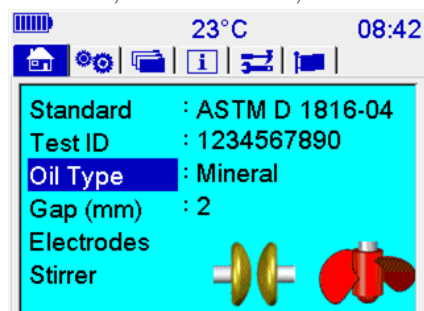 23°C 08:42
i
Standard : ASTM D 1816-04
Test ID : 1234567890
Oil Type : Mineral
Gap (mm) : 2
Electrodes
Stirrer